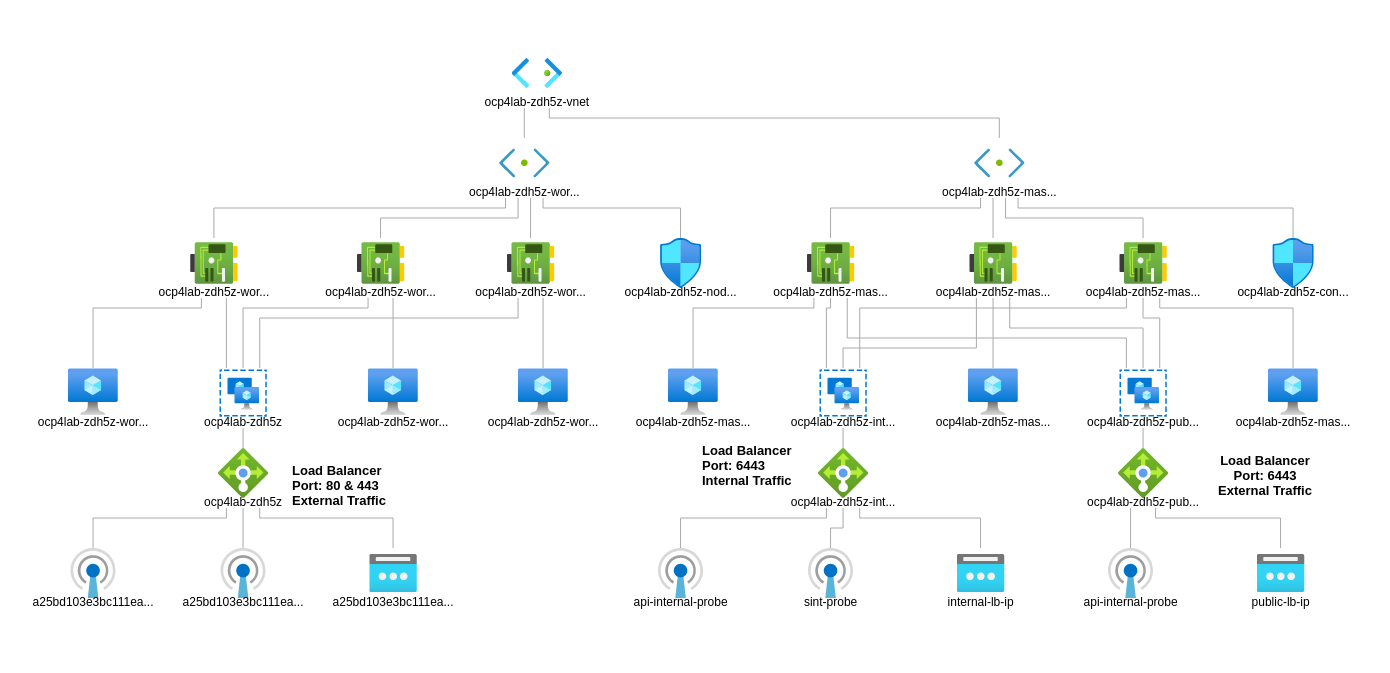 ocp4lab-zdh5z-vnet
ocp4lab-zdh5z-wor...
ocp4lab-zdh5z-mas...
ocp4lab-zdh5z-wor...
ocp4lab-zdh5z-wor...
ocp4lab-zdh5z-wor...
ocp4lab-zdh5z-nod...
ocp4lab-zdh5z-mas...
ocp4lab-zdh5z-mas...
ocp4lab-zdh5z-mas...
ocp4lab-zdh5z-con...
ocp4lab-zdh5z-wor...
ocp4lab-zdh5z
ocp4lab-zdh5z-wor...
ocp4lab-zdh5z-wor...
ocp4lab-zdh5z-mas...
ocp4lab-zdh5z-int...
ocp4lab-zdh5z-mas...
ocp4lab-zdh5z-pub...
ocp4lab-zdh5z-mas...
Load Balancer
Port: 80 & 443
External Traffic
Load Balancer
Port: 6443
Internal Traffic
Load Balancer
Port: 6443
External Traffic
ocp4lab-zdh5z
ocp4lab-zdh5z-int...
ocp4lab-zdh5z-pub...
a25bd103e3bc111ea...
a25bd103e3bc111ea...
a25bd103e3bc111ea...
api-internal-probe
sint-probe
internal-lb-ip
api-internal-probe
public-lb-ip